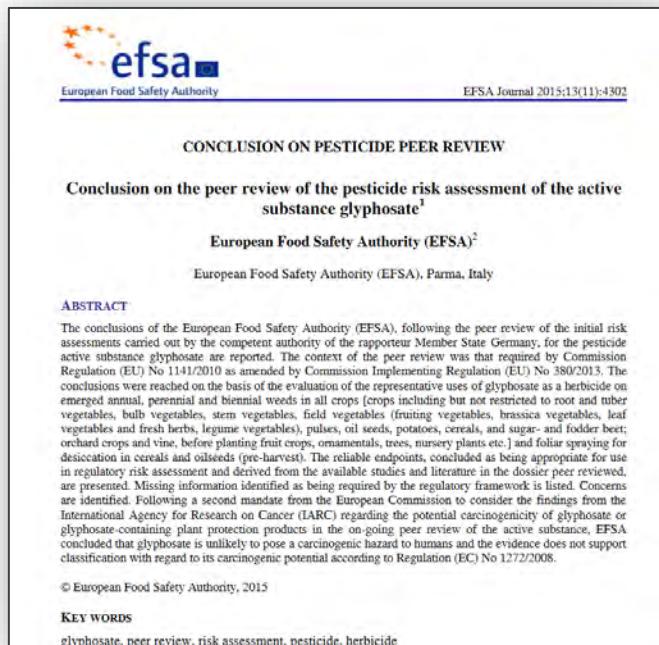 efsa
European Food Safety Authority
EFSA Journal 2015;13(11):4302
CONCLUSION ON PESTICIDE PEER REVIEW
Conclusion on the peer review of the pesticide risk assessment of the active
substance glyphosate1
European Food Safety Authority (EFSA)2
European Food Safety Authority (EFSA), Parma, Italy
ABSTRACT
The conclusions of the European Food Safety Authority (EFSA), following the peer review of the initial risk
assessments carried out by the competent authority of the rapporteur Member State Germany, for the pesticide
active substance glyphosate are reported. The context of the peer review was that required by Commission
Regulation (EU) No 1141/2010 as amended by Commission Implementing Regulation (EU) No 380/2013. The
conclusions were reached on the basis of the evaluation of the representative uses of glyphosate as a herbicide on
emerged annual, perennial and biennial weeds in all crops [crops including but not restricted to root and tuber
vegetables, bulb vegetables, stem vegetables, field vegetables (fruiting vegetables, brassica vegetables, leaf
vegetables and fresh herbs, legume vegetables), pulses, oil seeds, potatoes, cereals, and sugar- and fodder beet;
orchard crops and vine, before planting fruit crops, ornamentals, trees, nursery plants etc.] and foliar spraying for
desiccation in cereals and oilseeds (pre-harvest). The reliable endpoints, concluded as being appropriate for use
in regulatory risk assessment and derived from the available studies and literature in the dossier peer reviewed,
are presented. Missing information identified as being required by the regulatory framework is listed. Concerns
are identified. Following a second mandate from the European Commission to consider the findings from the
International Agency for Research on Cancer (IARC) regarding the potential carcinogenicity of glyphosate or
glyphosate-containing plant protection products in the on-going peer review of the active substance, EFSA
concluded that glyphosate is unlikely to pose a carcinogenic hazard to humans and the evidence does not support
classification with regard to its carcinogenic potential according to Regulation (EC) No 1272/2008.
© European Food Safety Authority, 2015
KEY WORDS
glyphosate, peer review, risk assessment, pesticide, herbicide